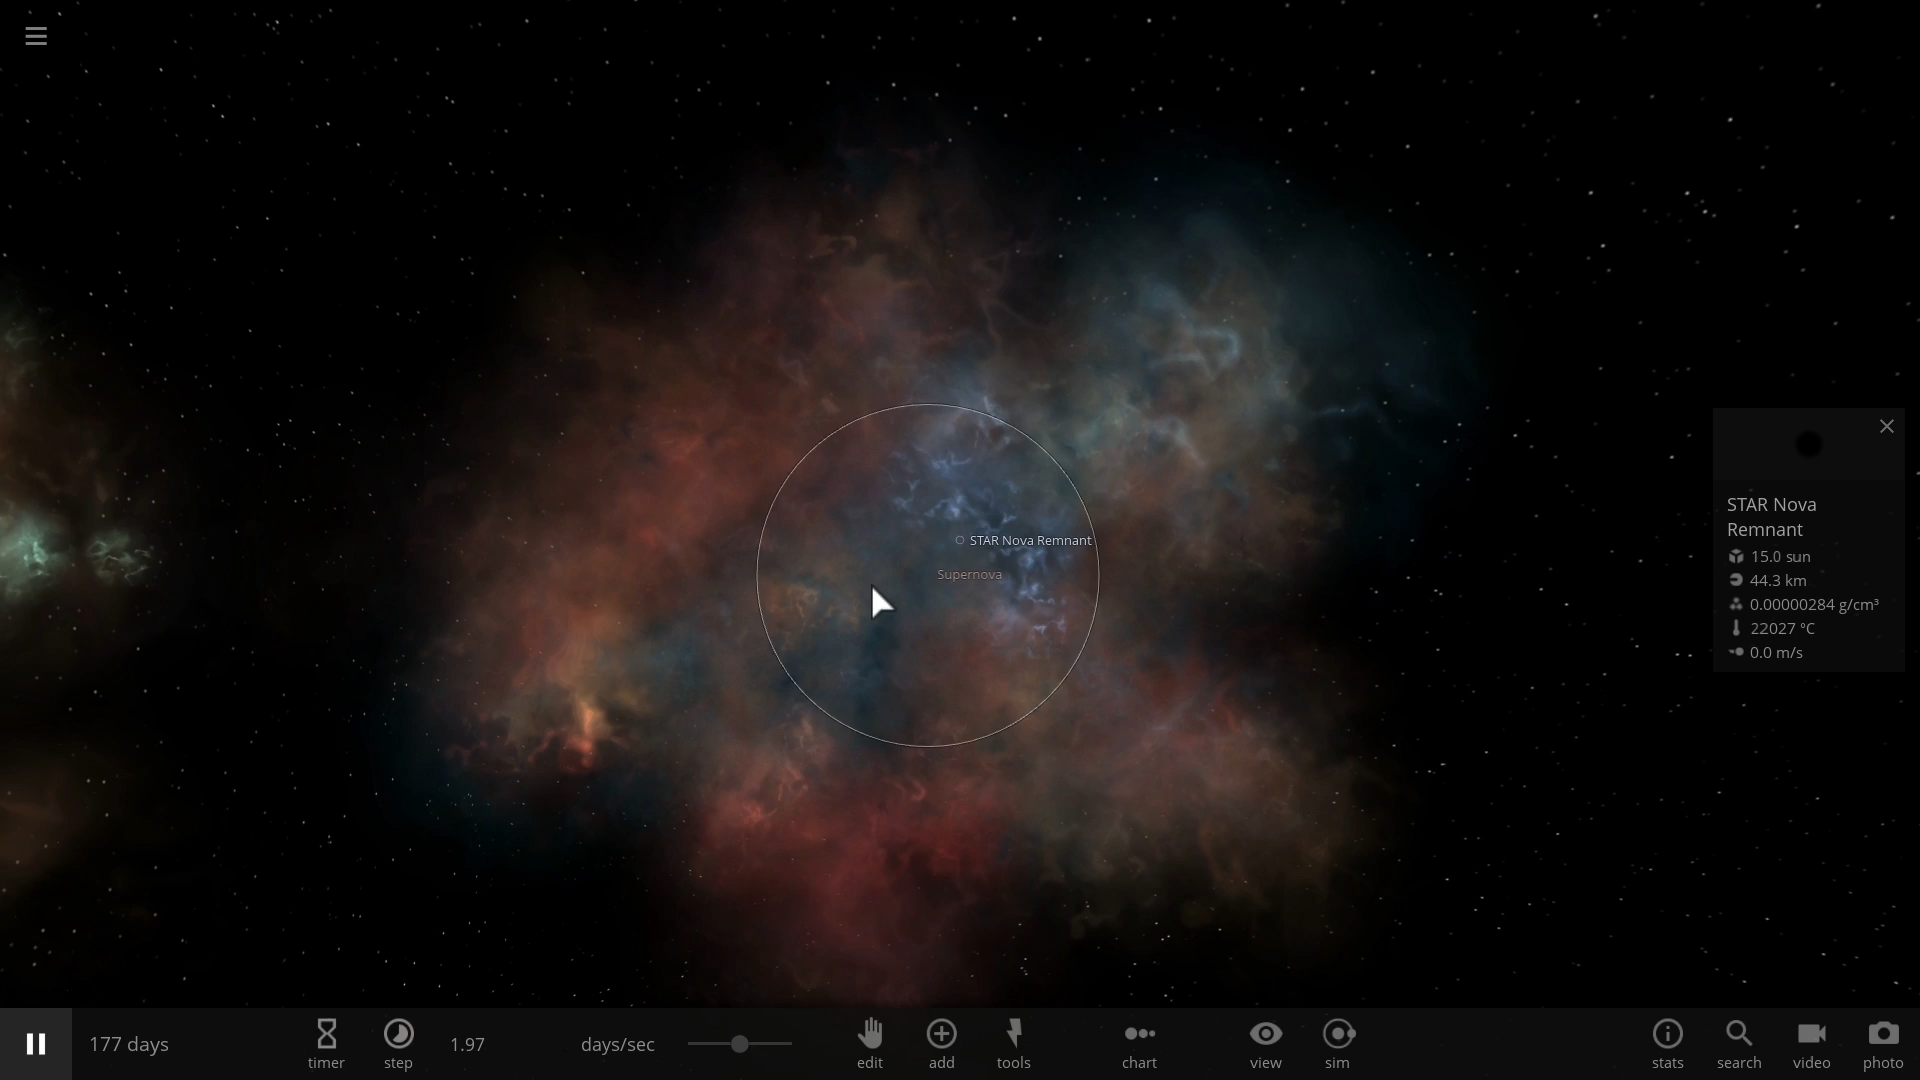 STAR Nova Remnant
Supernova
STAR Nova
Remnant
15.0 sun
44.3 km
0.00000284 g/cm³
22027 °C
0.0 m/s
177 days
timer
step
1.97
days/sec
edit
add
tools
chart
view
sim
stats
search
video
photo